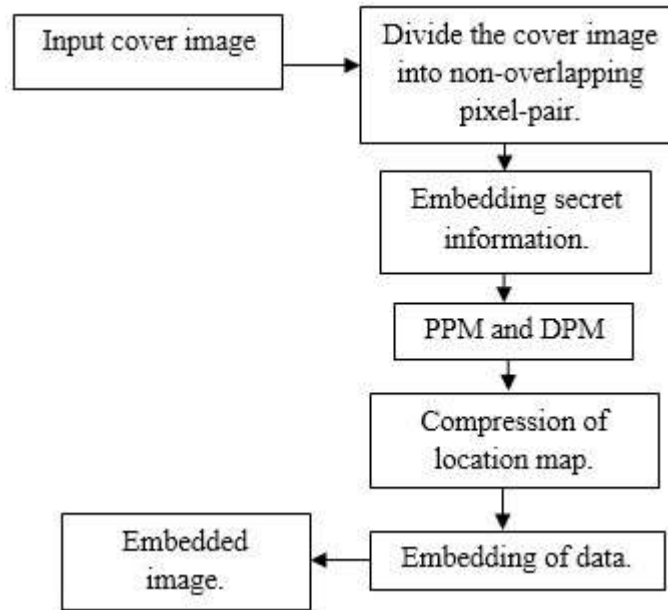 Input cover image
Divide the cover image
into non-overlapping
pixel-pair.
Embedding secret
information.
PPM and DPM
Compression of
location map.
Embedding of data.
Embedded
image.